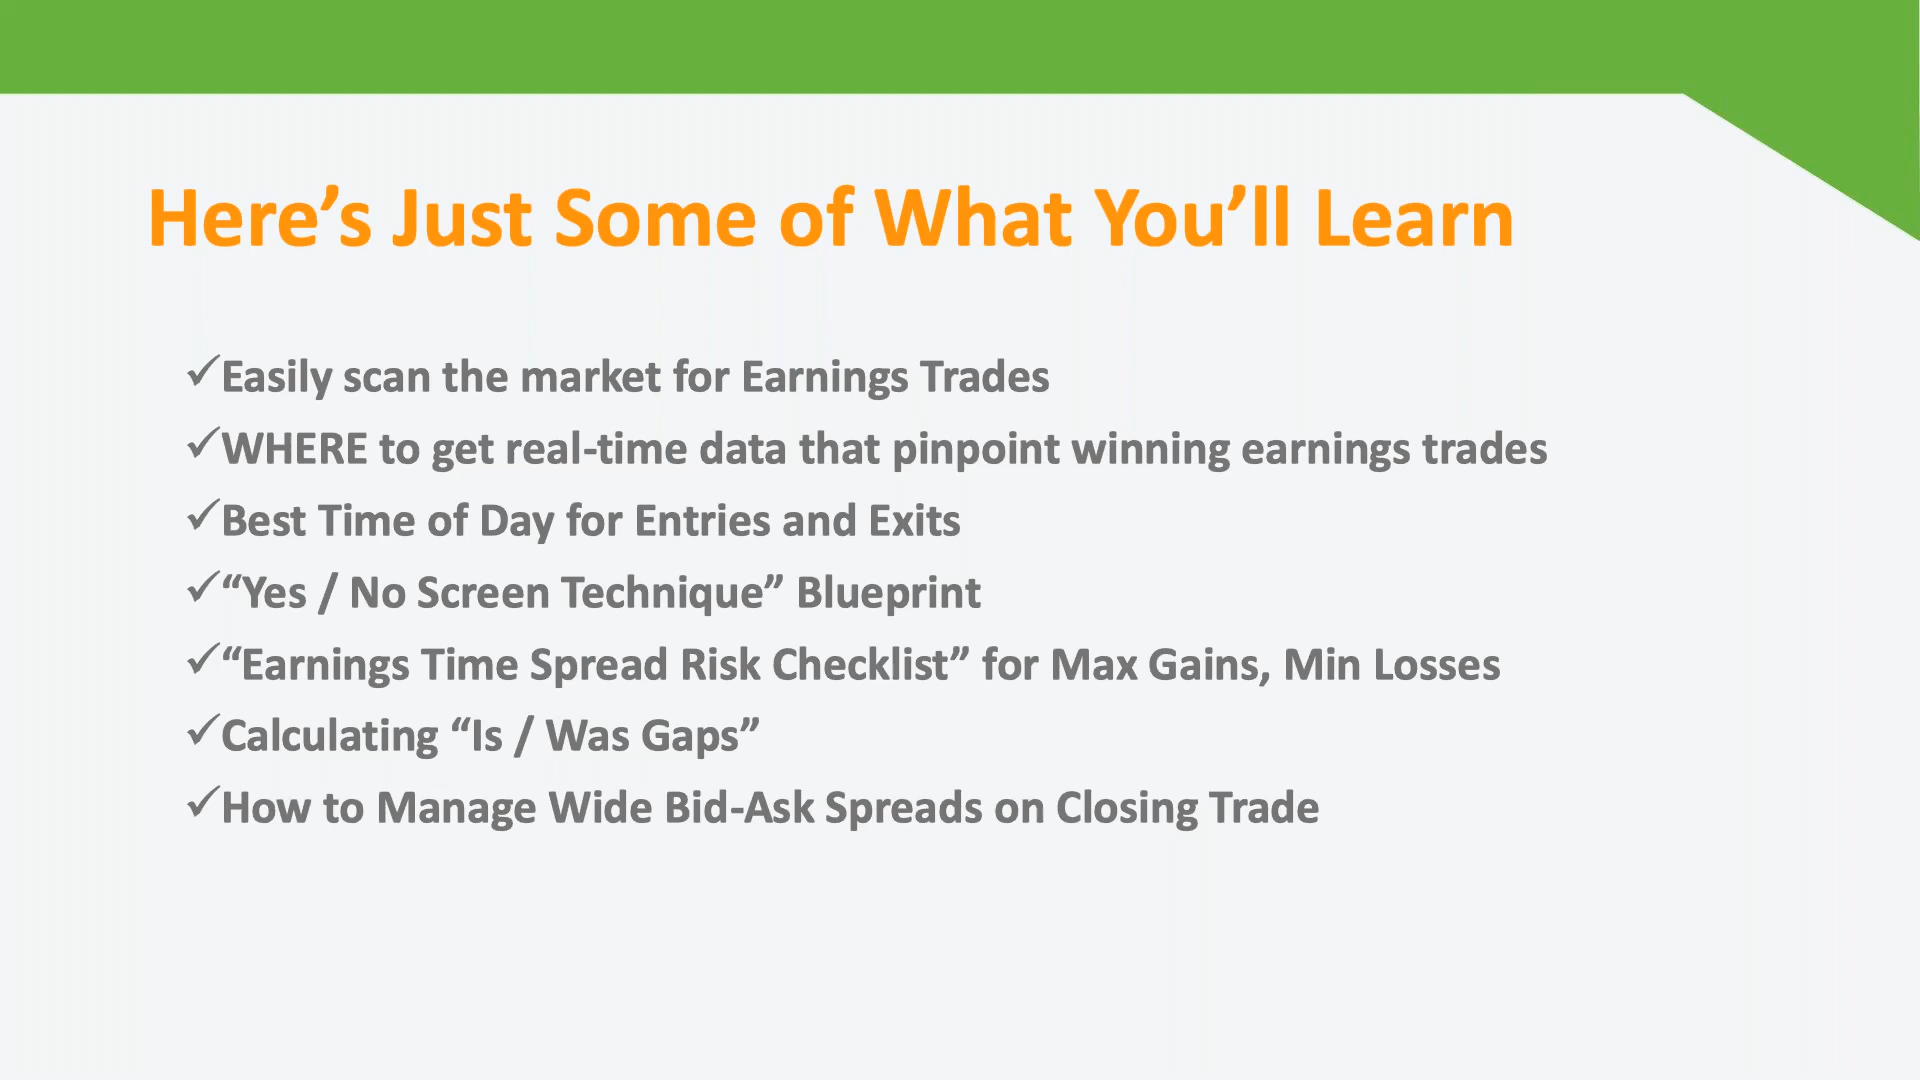 Here’s Just Some of What You’ll Learn
✓Easily scan the market for Earnings Trades
✓WHERE to get real-time data that pinpoint winning earnings trades
✓Best Time of Day for Entries and Exits
✓“Yes / No Screen Technique” Blueprint
✓“Earnings Time Spread Risk Checklist” for Max Gains, Min Losses
✓Calculating “Is / Was Gaps”
✓How to Manage Wide Bid-Ask Spreads on Closing Trade